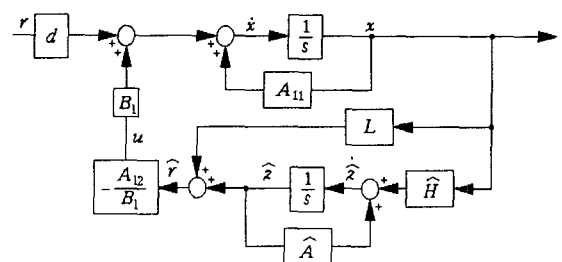 r d + + + + ẋ 1/s x
A₁₁
B₁
L
u
-A₁₂/B₁ r̂ + + ẑ 1/s ẑ̇ + + Ĥ
Â